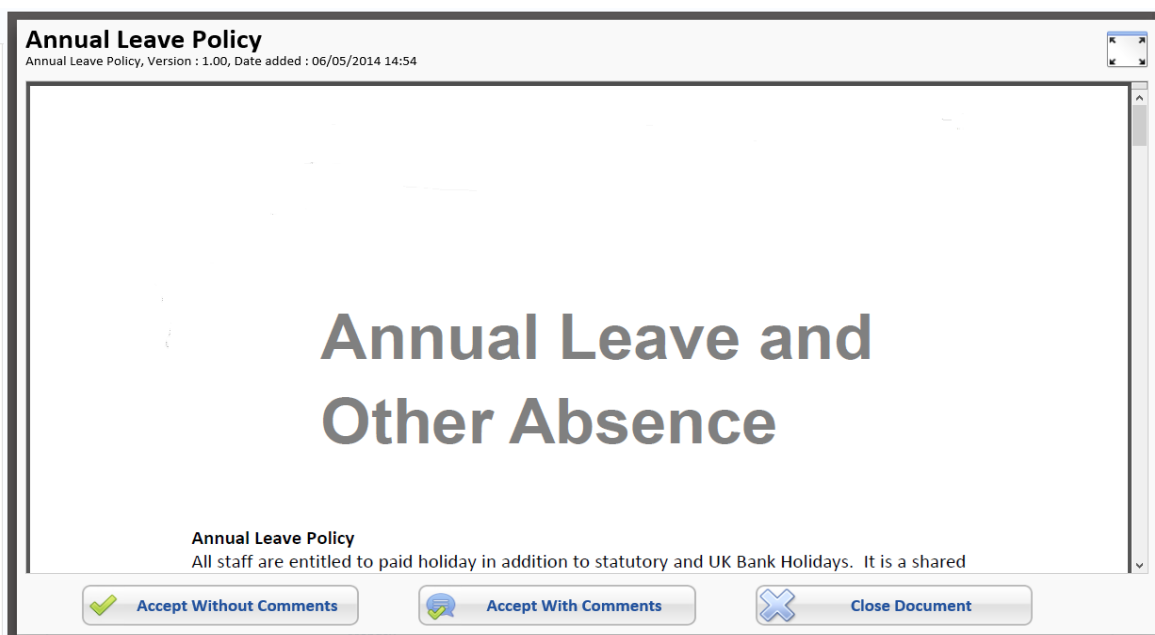 Annual Leave Policy
Annual Leave Policy, Version : 1.00, Date added : 06/05/2014 14:54
Annual Leave and
Other Absence
Annual Leave Policy
All staff are entitled to paid holiday in addition to statutory and UK Bank Holidays.  It is a shared
Accept Without Comments
Accept With Comments
Close Document